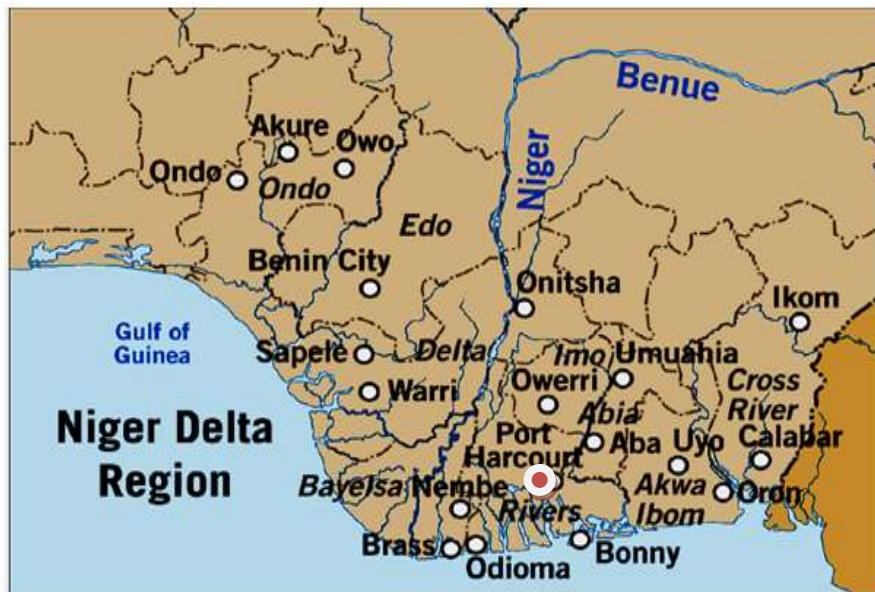 Benue
Niger
Akure
Owo
Ondo
Ondo
Edo
Benin City
Onitsha
Ikom
Gulf of
Guinea
Sapele
Delta
Imo
Umuahia
Warri
Owerri
Cross
River
Abia
Niger Delta
Region
Port
Harcourt
Aba
Uyo
Calabar
Bayelsa
Nembe
Akwa
Ibom
Oron
Rivers
Brass
Odioma
Bonny